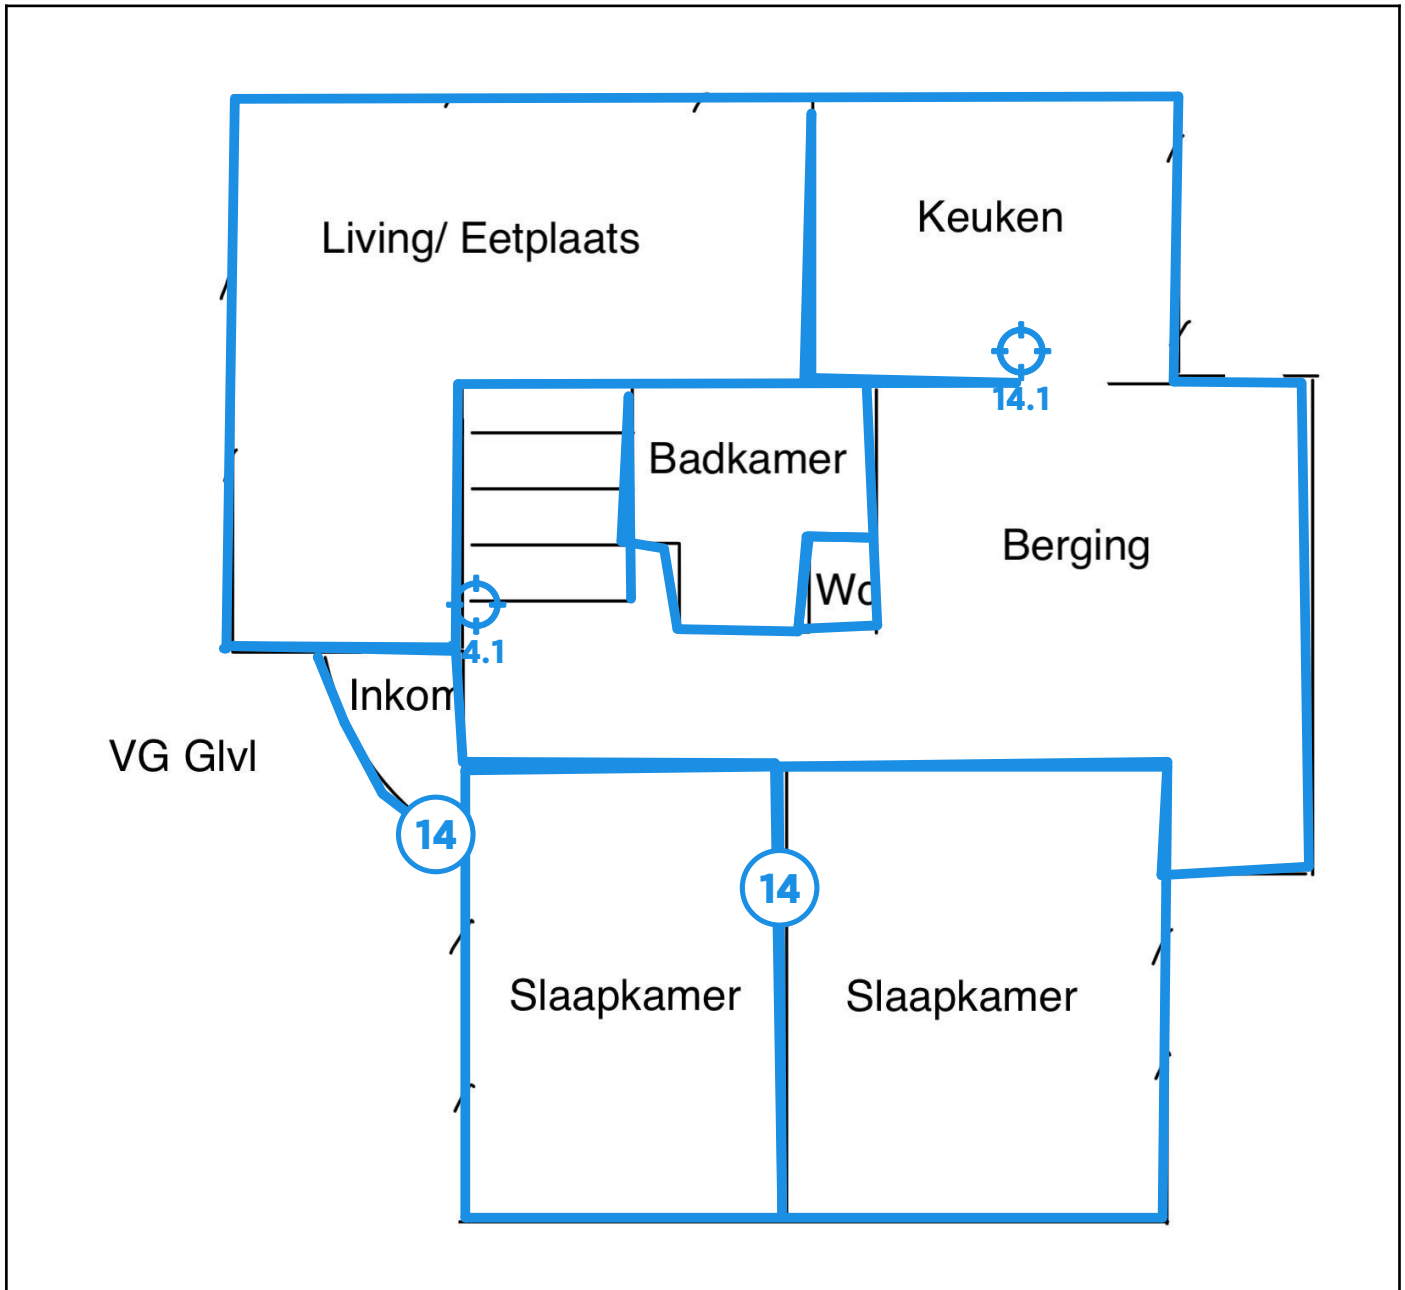 Keuken
Living/ Eetplaats
14.1
Badkamer
Berging
Wc
4.1
Inkom
VG Glvl
14
14
Slaapkamer
Slaapkamer